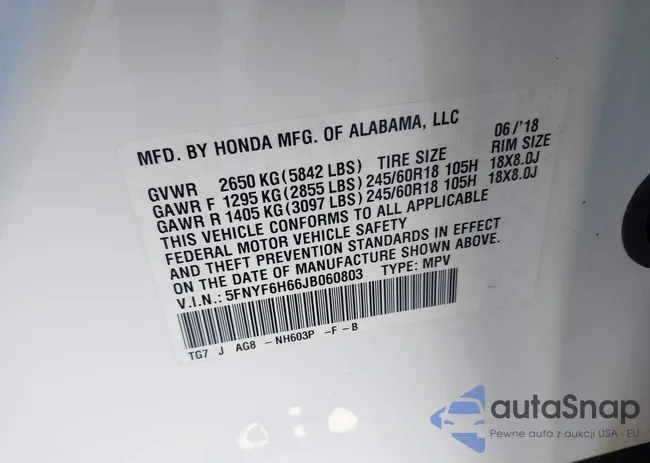 MFD. BY HONDA MFG. OF ALABAMA, LLC 06/'18
GVWR 2650 KG(5842 LBS) TIRE SIZE RIM SIZE
GAWR F 1295 KG(2855 LBS) 245/60R18 105H 18X8.0J
GAWR R 1405 KG(3097 LBS) 245/60R18 105H 18X8.0J
THIS VEHICLE CONFORMS TO ALL APPLICABLE
FEDERAL MOTOR VEHICLE SAFETY
AND THEFT PREVENTION STANDARDS IN EFFECT
ON THE DATE OF MANUFACTURE SHOWN ABOVE.
V.I.N.: 5FNYF6H66JB060803 TYPE: MPV
TG7 J AG8 -NH603P -F-B
autoSnap
Pewne auta z aukcji USA • EU